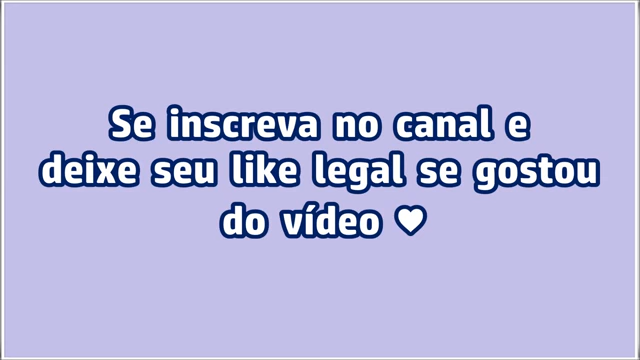 Se inscreva no canal e
deixe seu like legal se gostou
do vídeo ♥